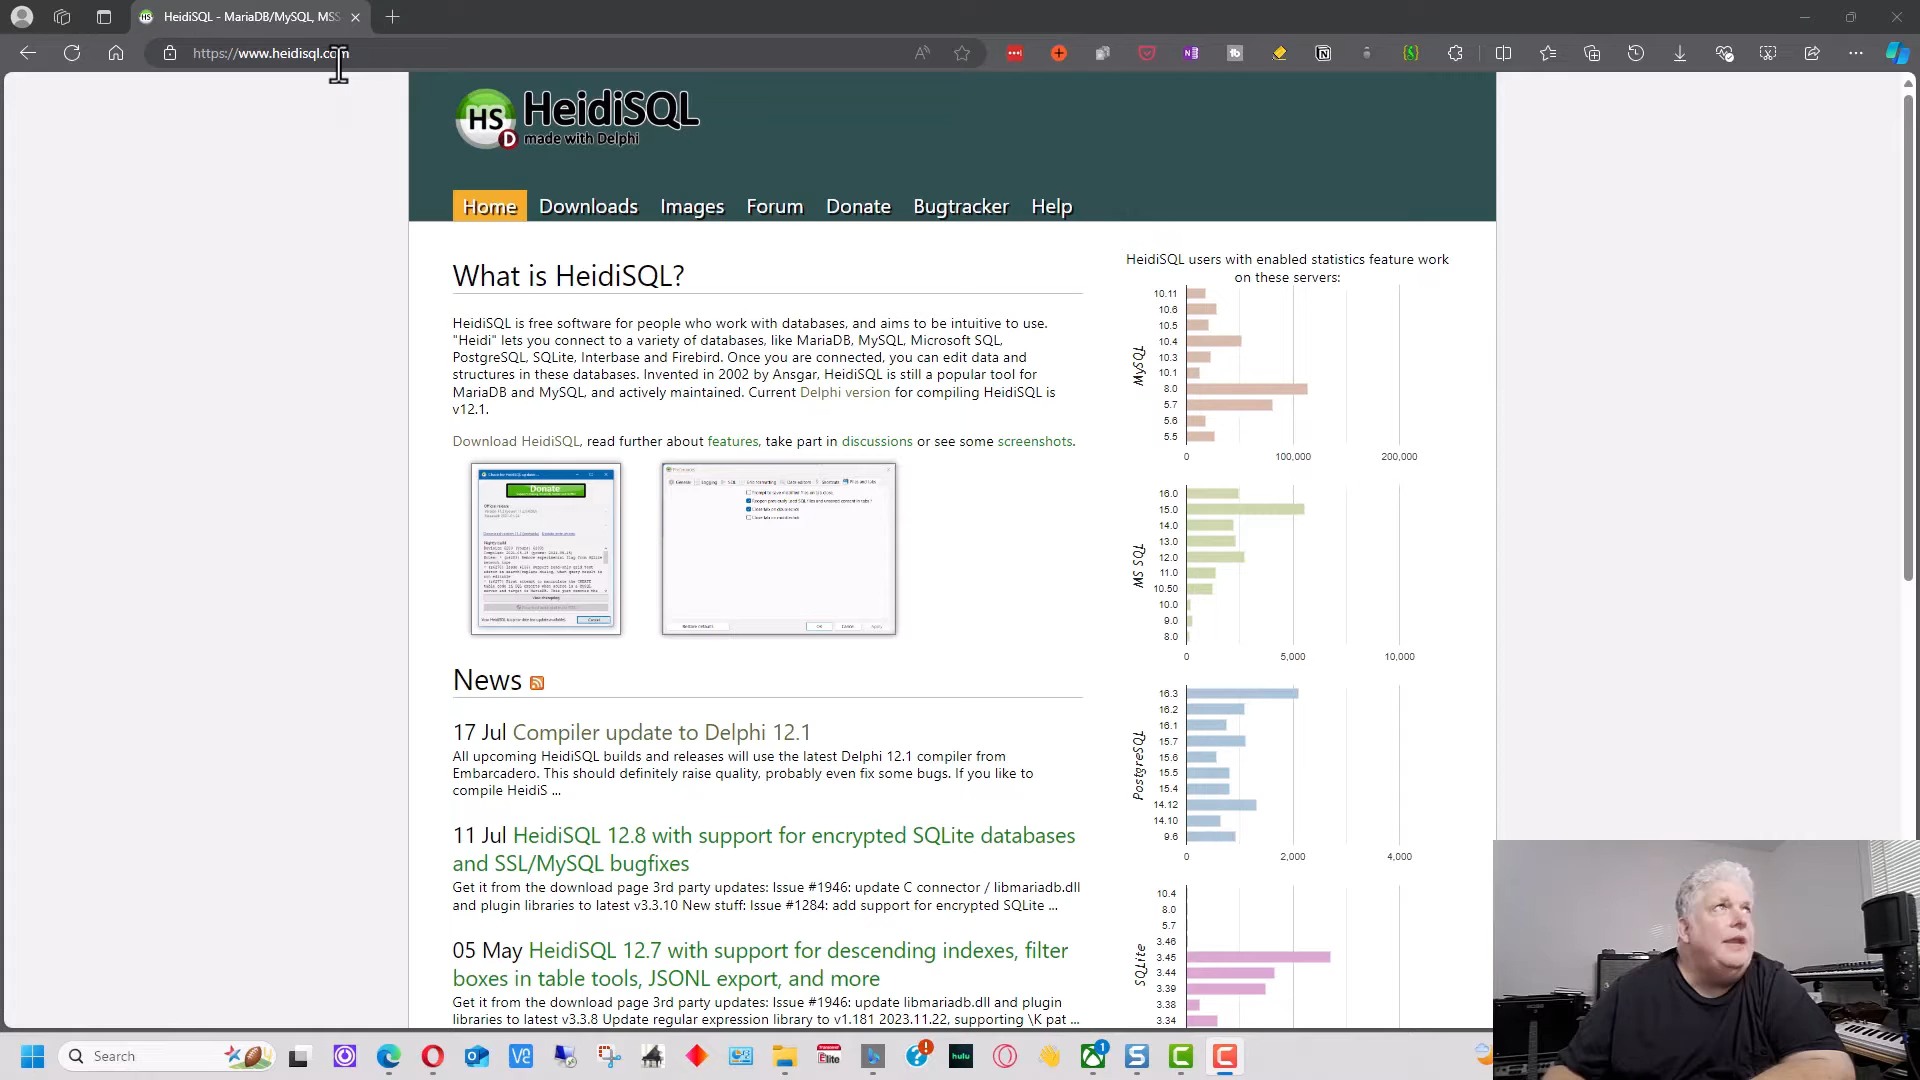 HeidiSQL - MariaDB/MySQL, MSS
https://www.heidisql.com
HS
D
HeidiSQL
made with Delphi
Home Downloads Images Forum Donate Bugtracker Help
What is HeidiSQL?
HeidiSQL is free software for people who work with databases, and aims to be intuitive to use.
"Heidi" lets you connect to a variety of databases, like MariaDB, MySQL, Microsoft SQL,
PostgreSQL, SQLite, Interbase and Firebird. Once you are connected, you can edit data and
structures in these databases. Invented in 2002 by Ansgar, HeidiSQL is still a popular tool for
MariaDB and MySQL, and actively maintained. Current Delphi version for compiling HeidiSQL is
v12.1.
Download HeidiSQL, read further about features, take part in discussions or see some screenshots.
Donate
News
17 Jul Compiler update to Delphi 12.1
All upcoming HeidiSQL builds and releases will use the latest Delphi 12.1 compiler from
Embarcadero. This should definitely raise quality, probably even fix some bugs. If you like to
compile HeidiS ...
11 Jul HeidiSQL 12.8 with support for encrypted SQLite databases
and SSL/MySQL bugfixes
Get it from the download page 3rd party updates: Issue #1946: update C connector / libmariadb.dll
and plugin libraries to latest v3.3.10 New stuff: Issue #1284: add support for encrypted SQLite ...
05 May HeidiSQL 12.7 with support for descending indexes, filter
boxes in table tools, JSONL export, and more
Get it from the download page 3rd party updates: Issue #1946: update libmariadb.dll and plugin
libraries to latest v3.3.8 Update regular expression library to v1.181 2023.11.22, supporting \K pat ...
HeidiSQL users with enabled statistics feature work
on these servers:
MySQL
10.11
10.6
10.5
10.4
10.3
10.1
8.0
5.7
5.6
5.5
0 100,000 200,000
MS SQL
16.0
15.0
14.0
13.0
12.0
11.0
10.50
10.0
9.0
8.0
0 5,000 10,000
PostgreSQL
16.3
16.2
16.1
15.7
15.6
15.5
15.4
14.12
14.10
9.6
0 2,000 4,000
SQLite
10.4
8.0
5.7
3.46
3.45
3.44
3.39
3.38
3.34
Search
hulu